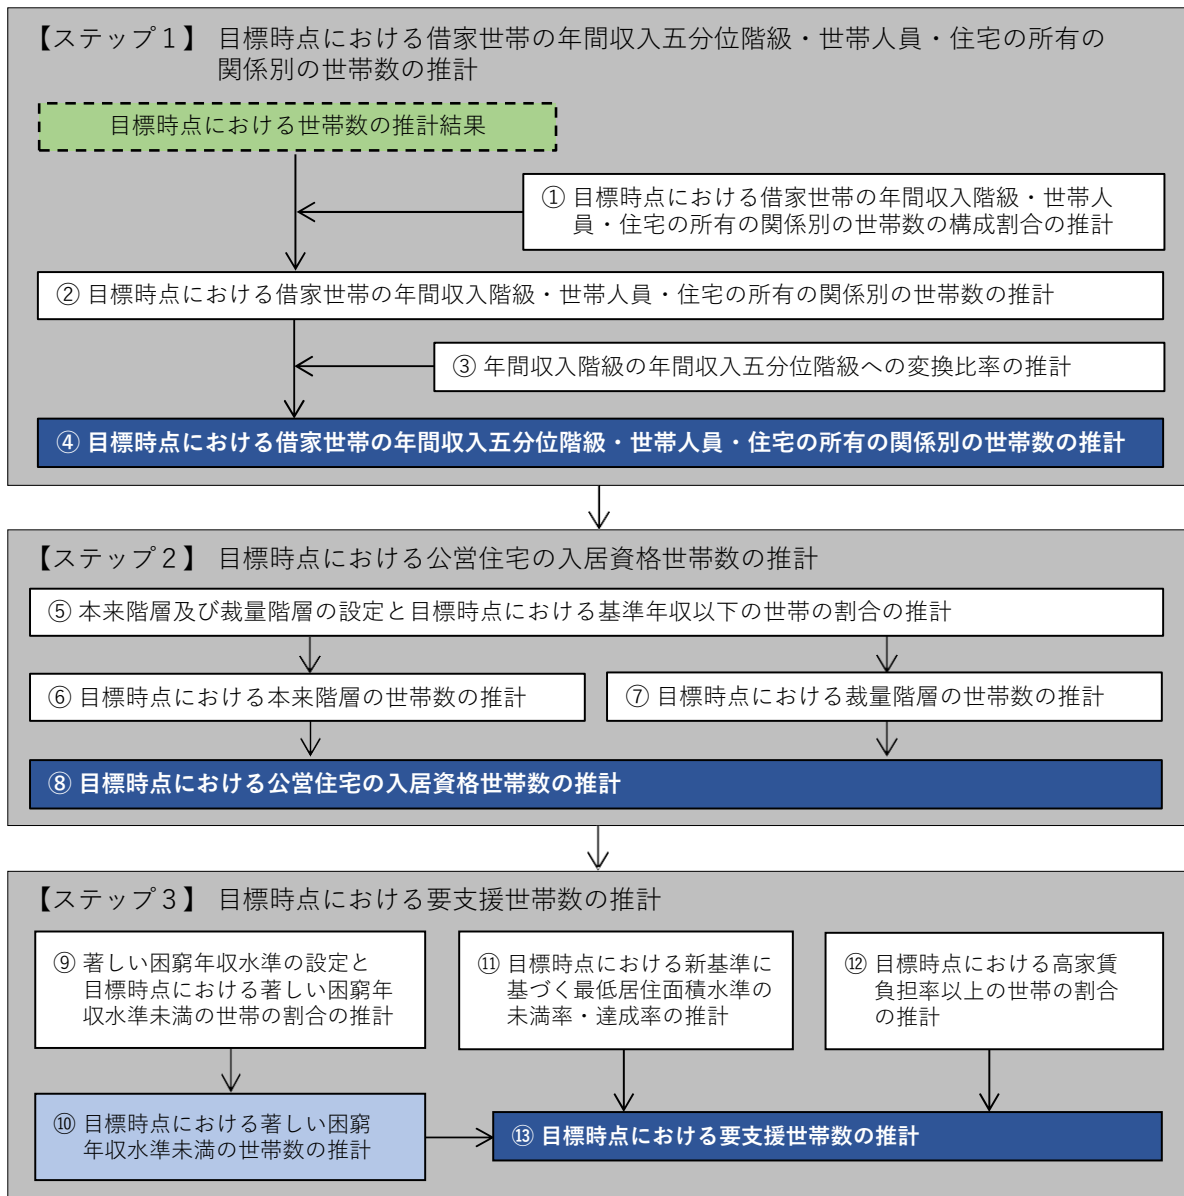 【ステップ１】 目標時点における借家世帯の年間収入五分位階級・世帯人員・住宅の所有の
関係別の世帯数の推計
目標時点における世帯数の推計結果
① 目標時点における借家世帯の年間収入階級・世帯人
員・住宅の所有の関係別の世帯数の構成割合の推計
② 目標時点における借家世帯の年間収入階級・世帯人員・住宅の所有の関係別の世帯数の推計
③ 年間収入階級の年間収入五分位階級への変換比率の推計
④ 目標時点における借家世帯の年間収入五分位階級・世帯人員・住宅の所有の関係別の世帯数の推計
【ステップ２】 目標時点における公営住宅の入居資格世帯数の推計
⑤ 本来階層及び裁量階層の設定と目標時点における基準年収以下の世帯の割合の推計
⑥ 目標時点における本来階層の世帯数の推計
⑦ 目標時点における裁量階層の世帯数の推計
⑧ 目標時点における公営住宅の入居資格世帯数の推計
【ステップ３】 目標時点における要支援世帯数の推計
⑨ 著しい困窮年収水準の設定と
目標時点における著しい困窮年
収水準未満の世帯の割合の推計
⑪ 目標時点における新基準に
基づく最低居住面積水準の
未満率・達成率の推計
⑫ 目標時点における高家賃
負担率以上の世帯の割合
の推計
⑩ 目標時点における著しい困窮
年収水準未満の世帯数の推計
⑬ 目標時点における要支援世帯数の推計